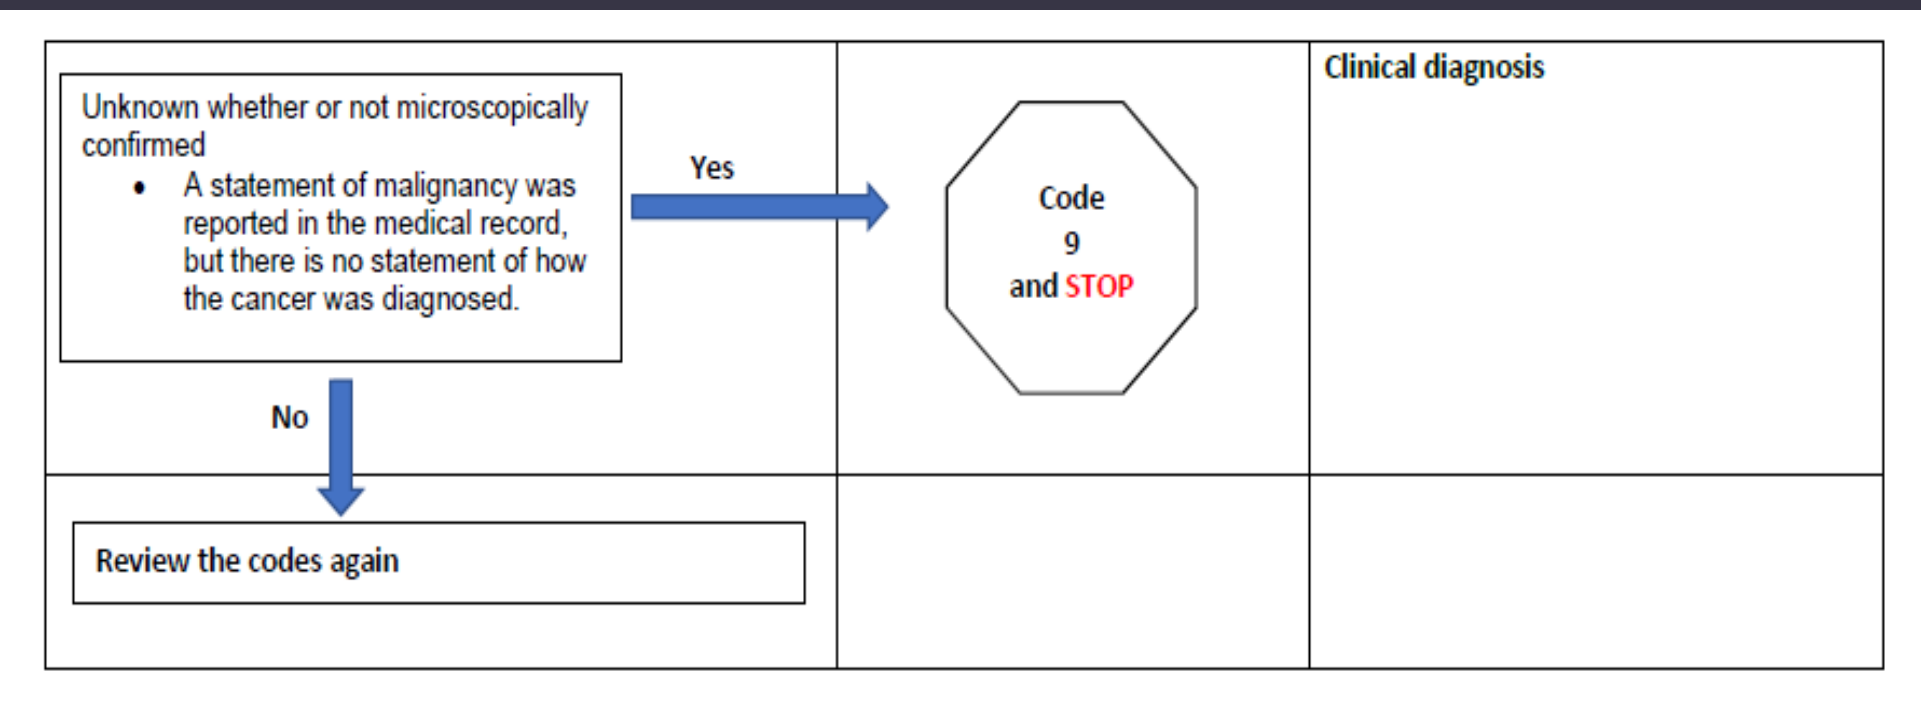 Unknown whether or not microscopically
confirmed
• A statement of malignancy was
reported in the medical record,
but there is no statement of how
the cancer was diagnosed.
Yes
Code
9
and STOP
Clinical diagnosis
No
Review the codes again